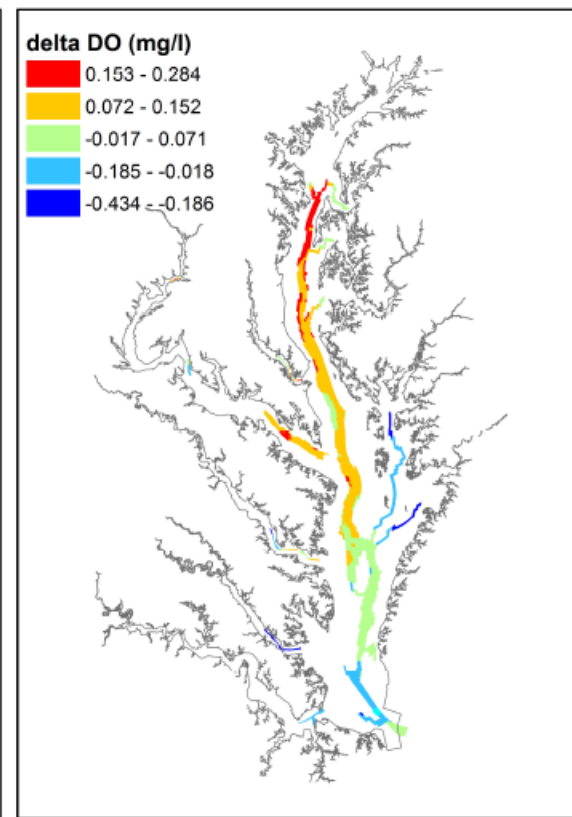 delta DO (mg/l)
0.153 - 0.284
0.072 - 0.152
-0.017 - 0.071
-0.185 - -0.018
-0.434 - -0.186